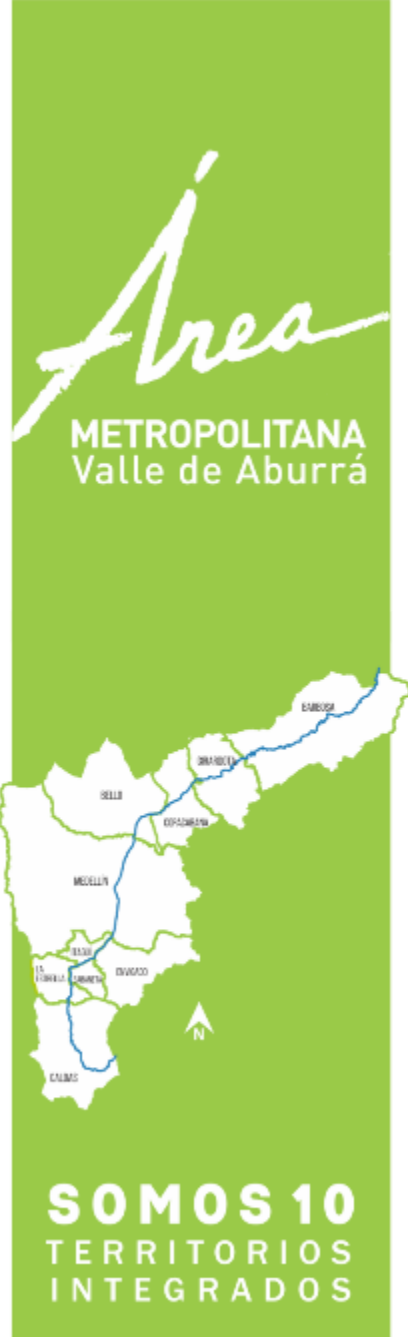 Área
METROPOLITANA
Valle de Aburrá
BARBOSA
GIRARDOTA
BELLO
COPACABANA
MEDELLÍN
ITAGUI
LA ESTRELLA
SABANETA
ENVIGADO
N
CALDAS
SOMOS 10
TERRITORIOS
INTEGRADOS